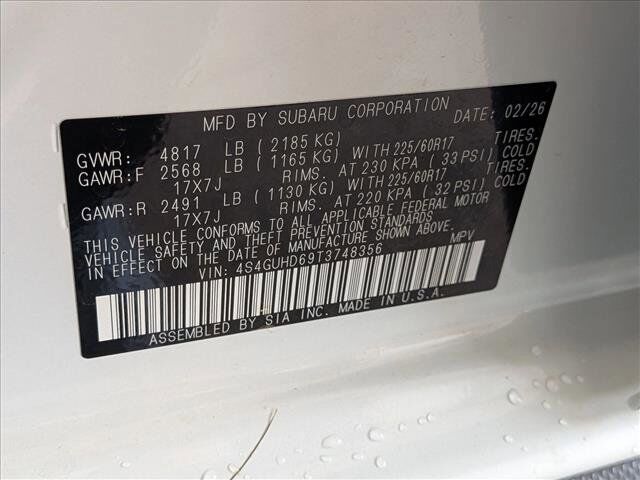 MFD BY SUBARU CORPORATION DATE: 02/26
GVWR: 4817 LB ( 2185 KG)
GAWR:F 2568 LB ( 1165 KG) WITH 225/60R17 TIRES.
17X7J RIMS. AT 230 KPA ( 33 PSI) COLD
GAWR:R 2491 LB ( 1130 KG) WITH 225/60R17 TIRES.
17X7J RIMS. AT 220 KPA ( 32 PSI) COLD
THIS VEHICLE CONFORMS TO ALL APPLICABLE FEDERAL MOTOR
VEHICLE SAFETY AND THEFT PREVENTION STANDARDS
IN EFFECT ON THE DATE OF MANUFACTURE SHOWN ABOVE.
VIN: 4S4GUHD69T3748356 MPV
ASSEMBLED BY SIA INC. MADE IN U.S.A.